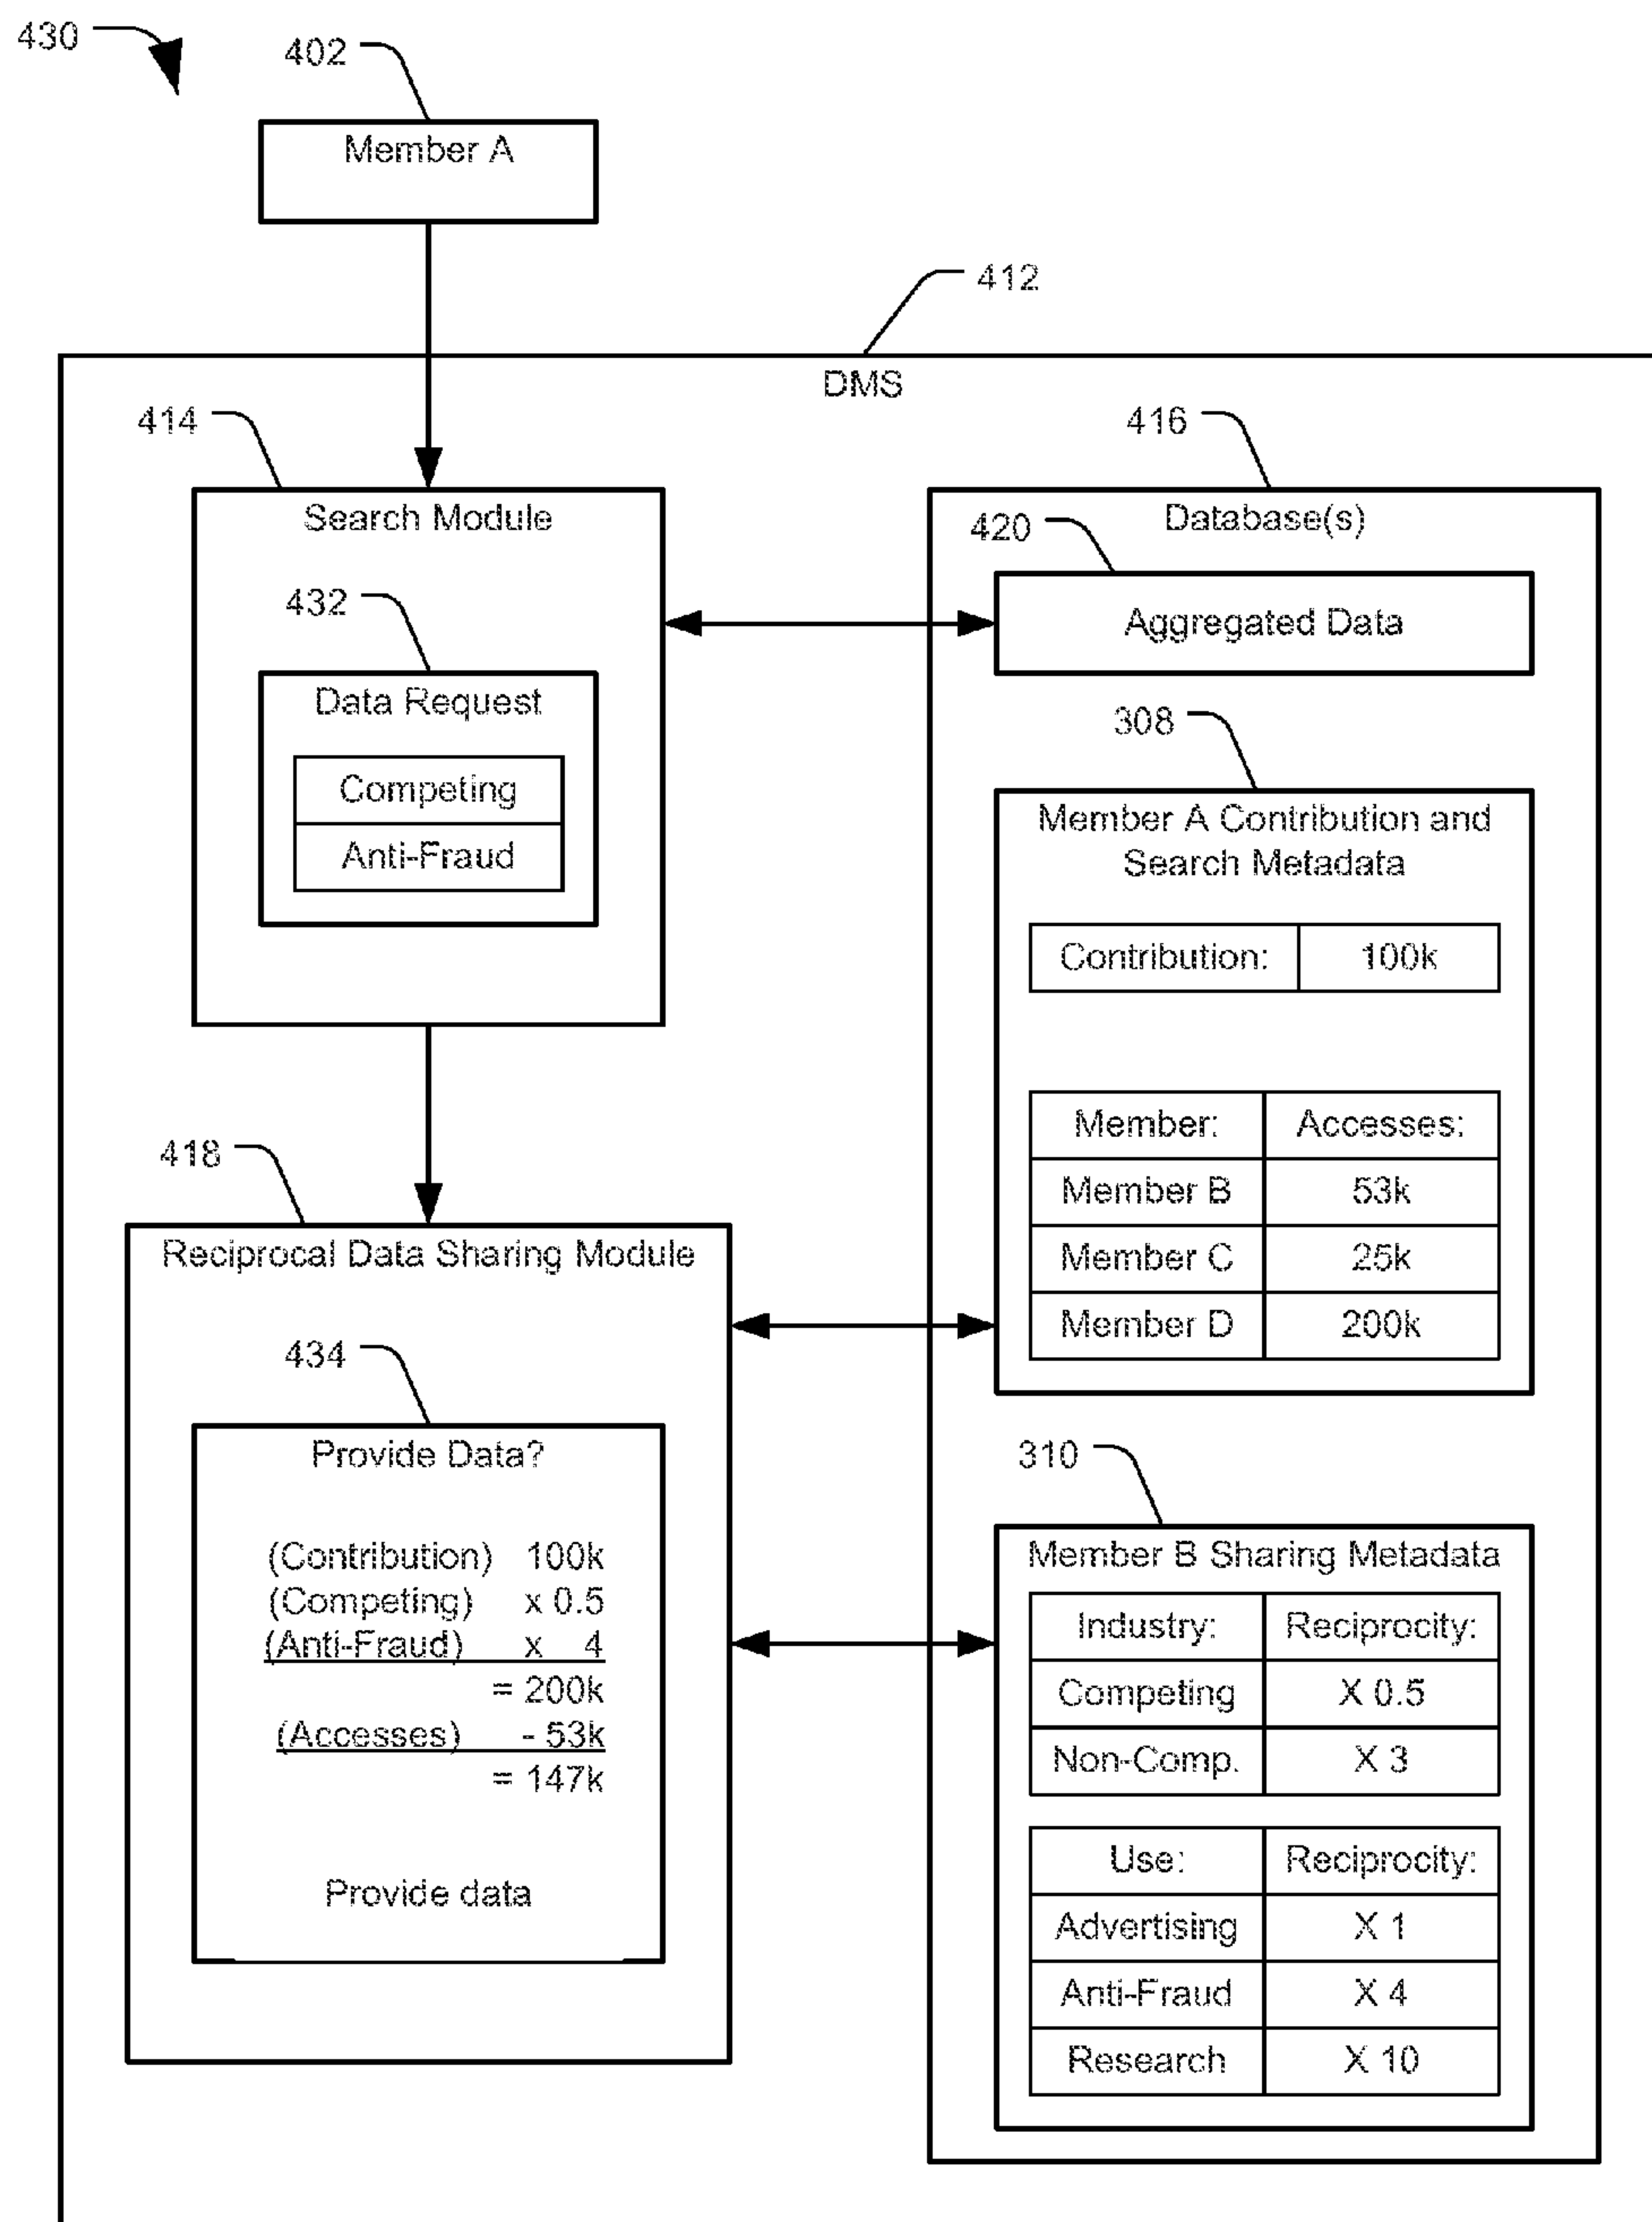 430
402
Member A
412
DMS
414
Search Module
432
Data Request
Competing
Anti-Fraud
416
Database(s)
420
Aggregated Data
308
Member A Contribution and
Search Metadata
Contribution: 100k
Member: Accesses:
Member B 53k
Member C 25k
Member D 200k
418
Reciprocal Data Sharing Module
434
Provide Data?
(Contribution) 100k
(Competing) x 0.5
(Anti-Fraud) x 4
= 200k
(Accesses) - 53k
= 147k
Provide data
310
Member B Sharing Metadata
Industry: Reciprocity:
Competing X 0.5
Non-Comp. X 3
Use: Reciprocity:
Advertising X 1
Anti-Fraud X 4
Research X 10